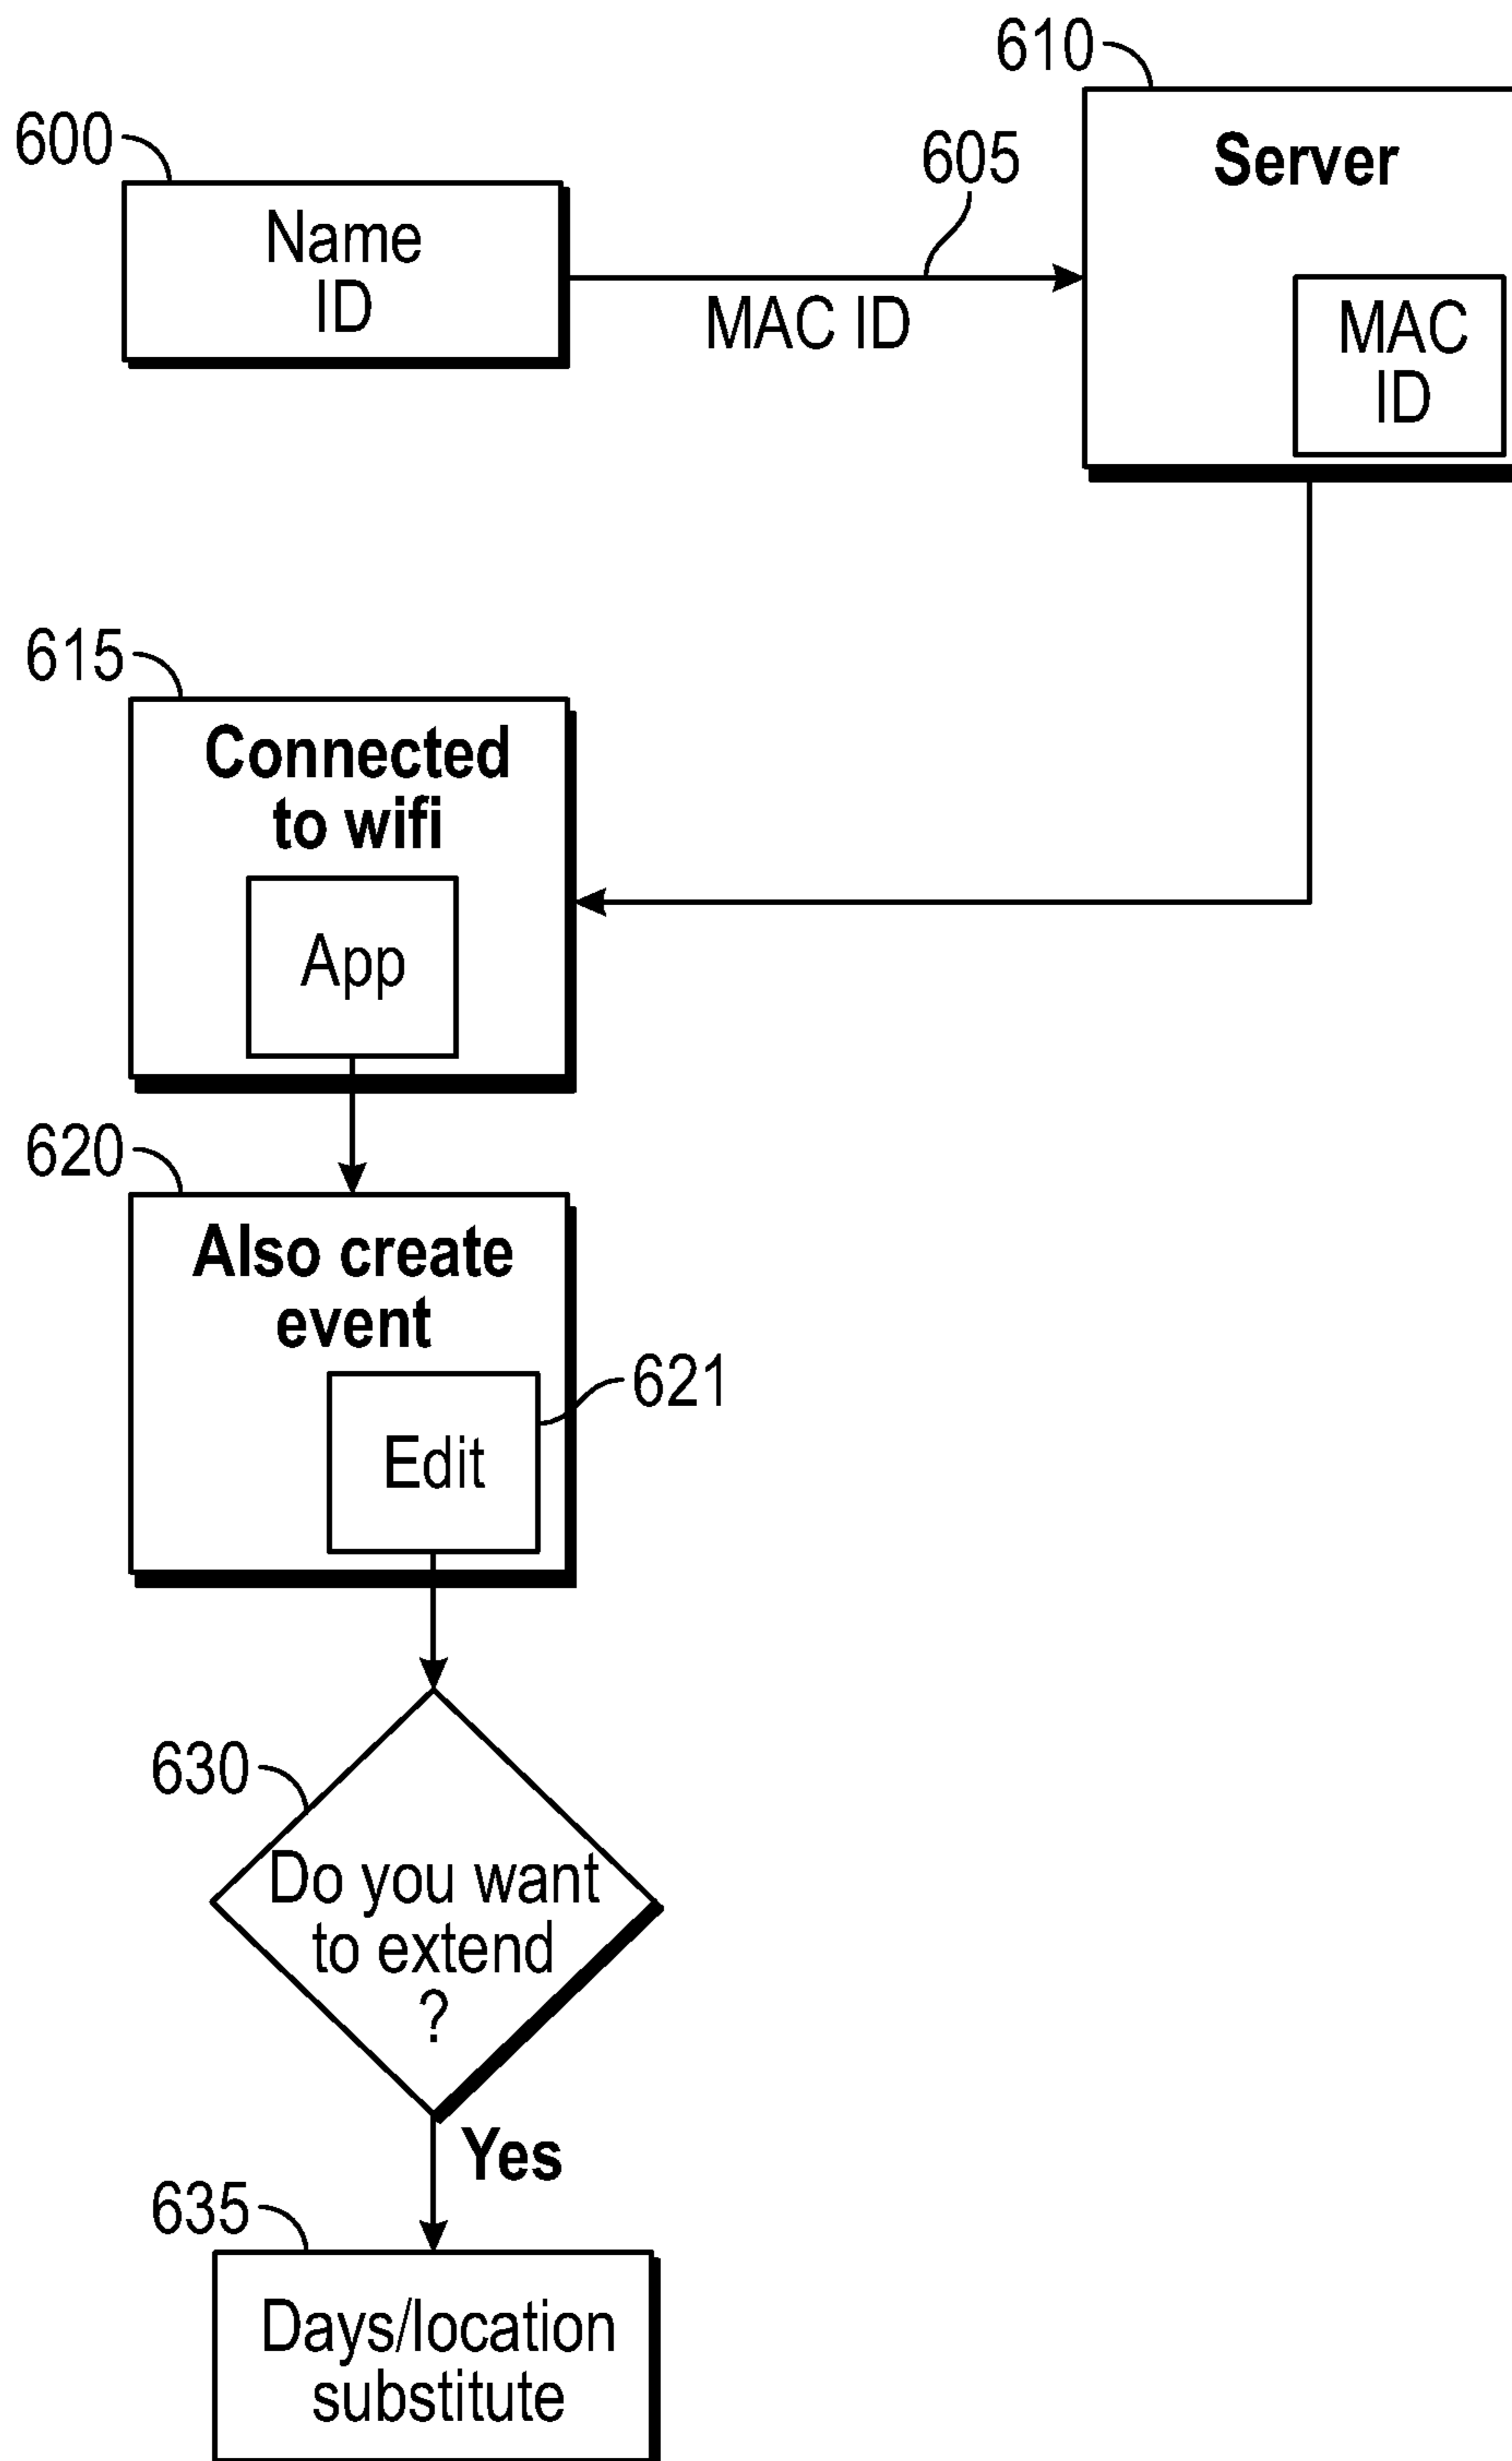 610
600
605
Server
Name
ID
MAC ID
MAC
ID
615
Connected
to wifi
App
620
Also create
event
621
Edit
630
Do you want
to extend
?
Yes
635
Days/location
substitute